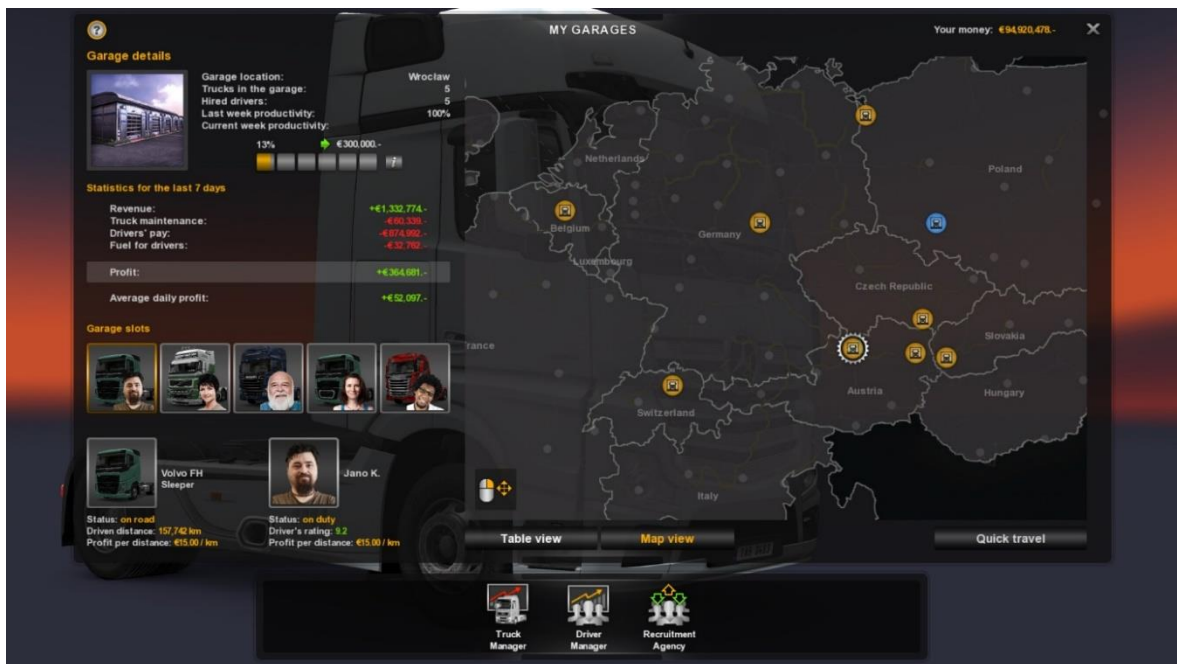 MY GARAGES
Your money: €94,920,478.-
Garage details
Garage location: Wroclaw
Trucks in the garage: 5
Hired drivers: 5
Last week productivity: 100%
Current week productivity:
13% €300,000.-
Statistics for the last 7 days
Revenue: +€1,332,774.-
Truck maintenance: -€60,339.-
Drivers' pay: -€874,992.-
Fuel for drivers: -€32,762.-
Profit: +€364,681.-
Average daily profit: +€52,097.-
Garage slots
Volvo FH
Sleeper
Jano K.
Status: on road
Driven distance: 157,742 km
Profit per distance: €15.00 / km
Status: on duty
Driver's rating: 9.2
Profit per distance: €15.00 / km
Netherlands
Poland
Belgium
Germany
Luxembourg
Czech Republic
rance
Slovakia
Austria
Hungary
Switzerland
Italy
Table view
Map view
Quick travel
Truck
Manager
Driver
Manager
Recruitment
Agency